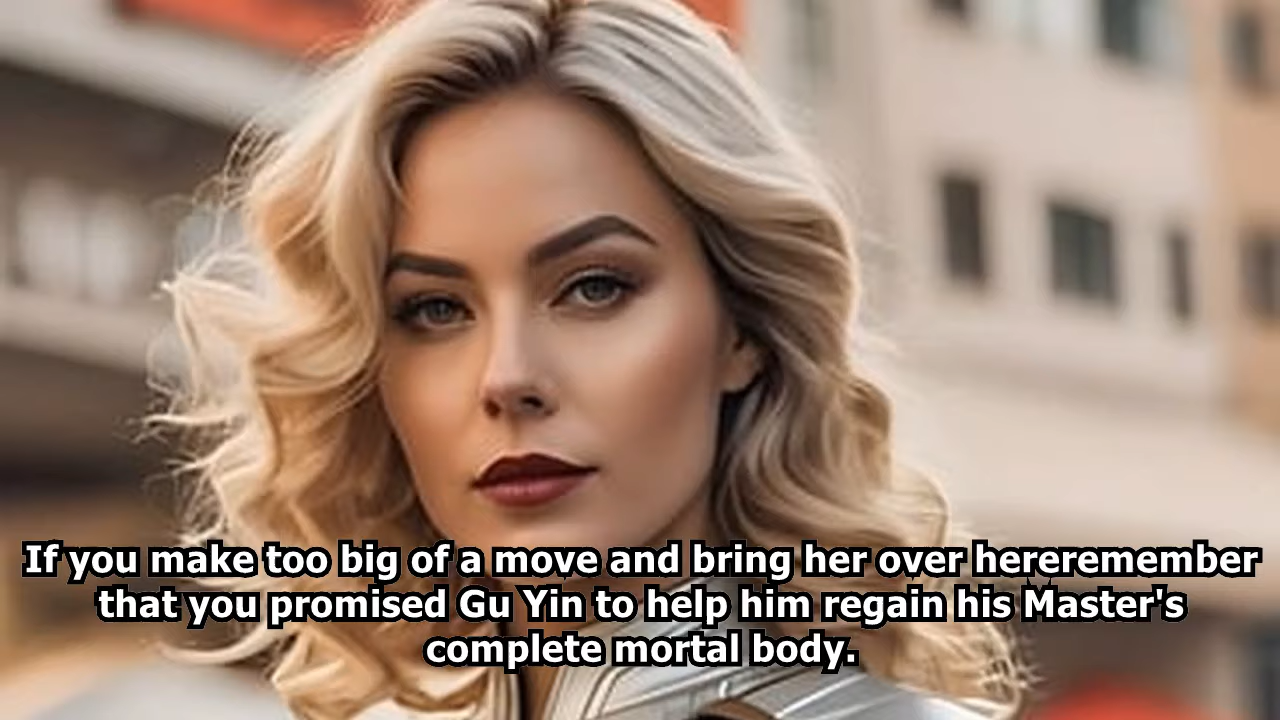 If you make too big of a move and bring her over hereremember
that you promised Gu Yin to help him regain his Master's
complete mortal body.